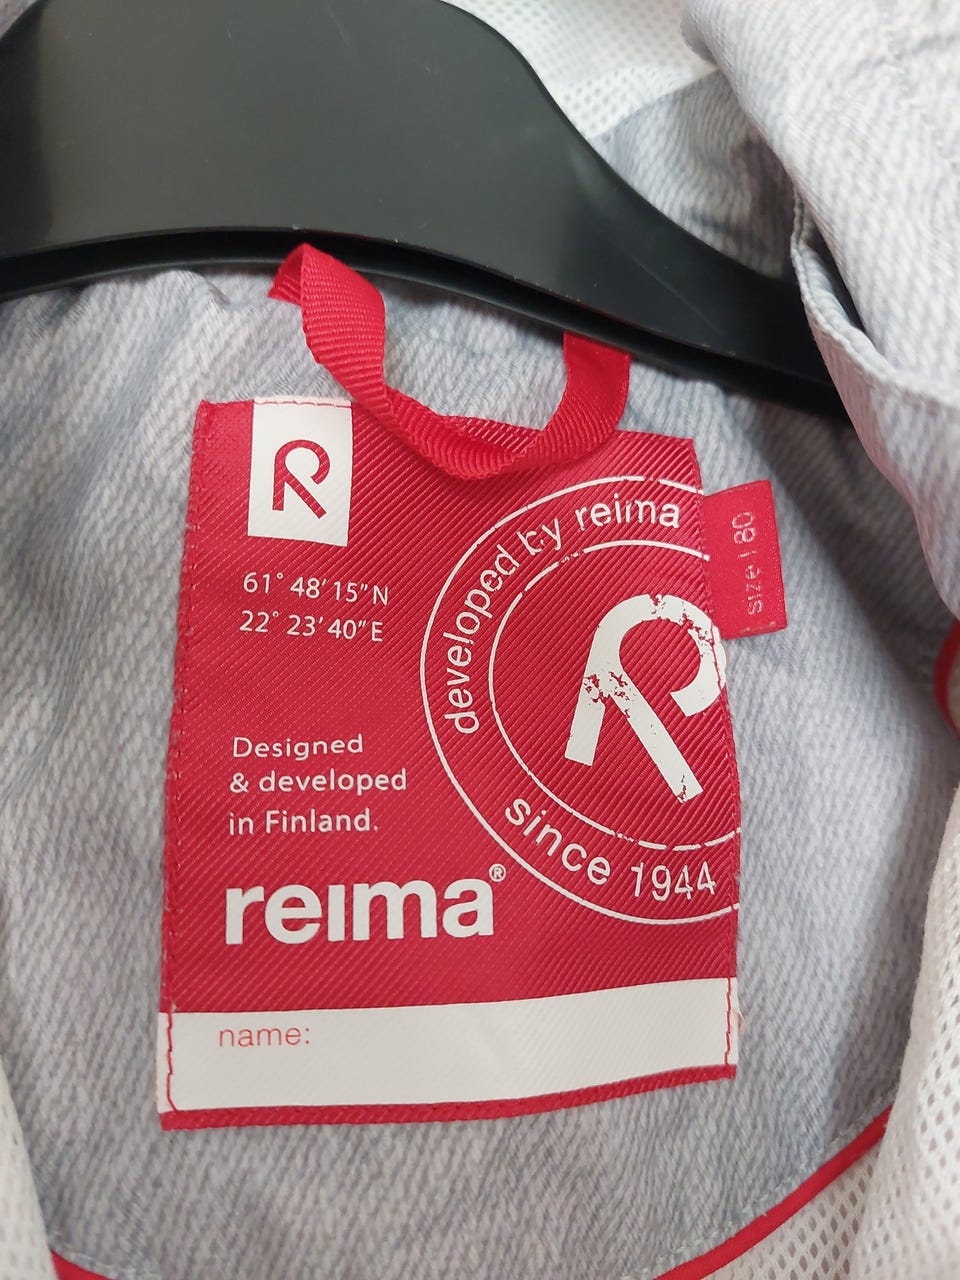 61° 48' 15" N
22° 23' 40" E
Designed
& developed
in Finland.
reima®
name:
developed by reima
since 1944
size | 80